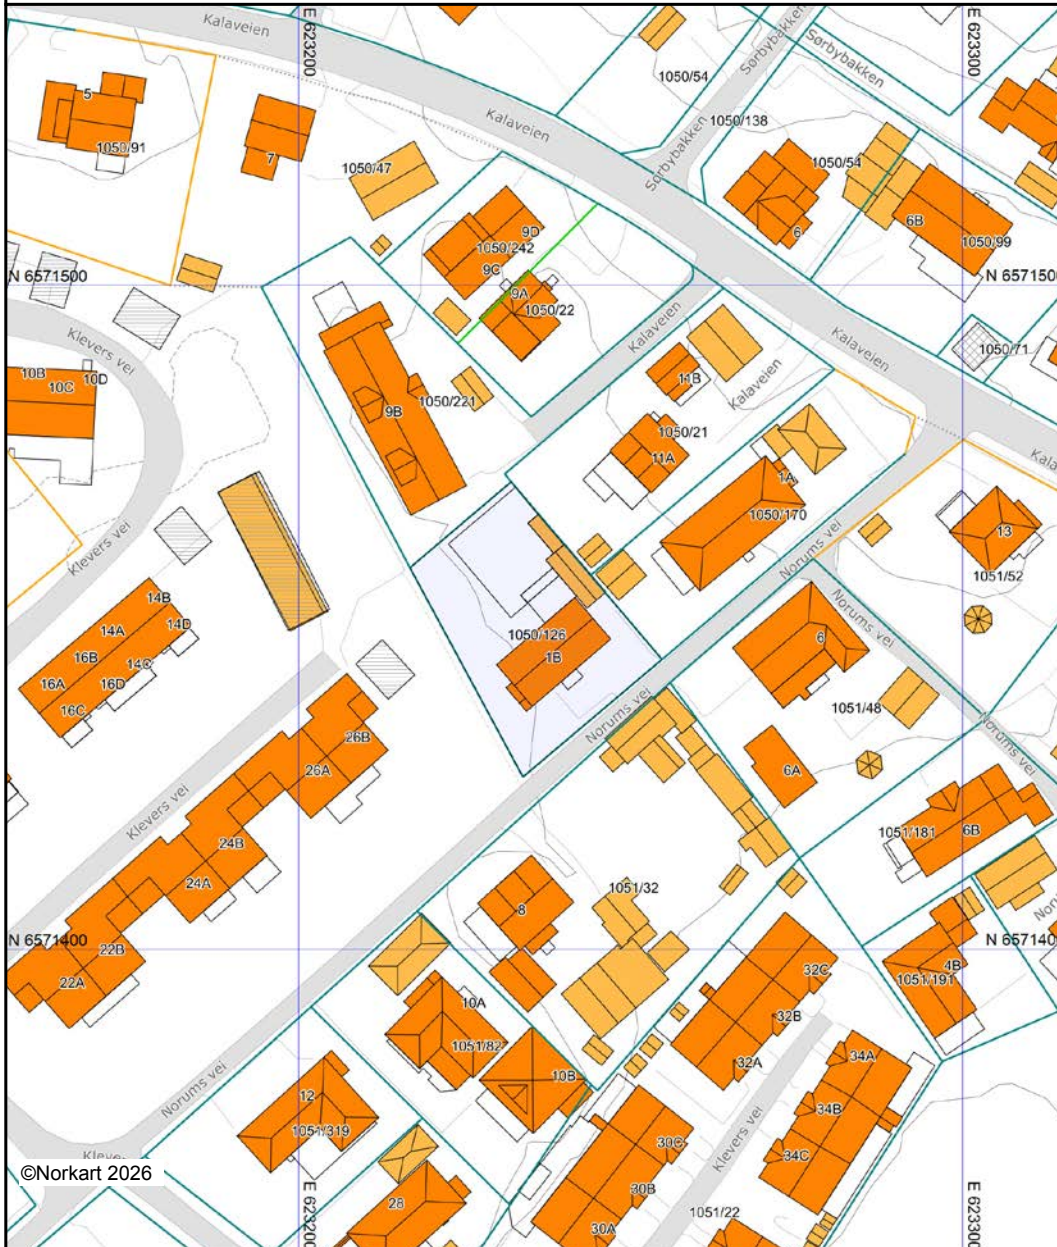 Kalaveien
E 623200
E 623300
Sørbybakken
Sørbybakken
1050/54
5
1050/91
7
1050/47
Kalaveien
1050/138
Sørbybakken
1050/54
6
6B
1050/99
9D
1050/242
9C
9A
1050/22
N 6571500
N 6571500
Klevers vei
Kalaveien
Kalaveien
1050/71
10B
10C
10D
9B
1050/221
11B
Kalaveien
1050/21
11A
1A
1050/170
Norums vei
13
1051/52
Klevers vei
14B
14A
14D
16B
14C
16A
16D
16C
1050/126
1B
Norums vei
6
Norums vei
1051/48
Norums vei
26B
26A
6A
Klevers vei
24B
24A
1051/181
6B
8
1051/32
N 6571400
N 6571400
22B
22A
4B
1051/191
32C
32B
32A
10A
1051/82
10B
34A
34B
34C
12
1051/319
Norums vei
30C
30B
30A
Klevers vei
©Norkart 2026
28
1051/22
E 623200
E 623300